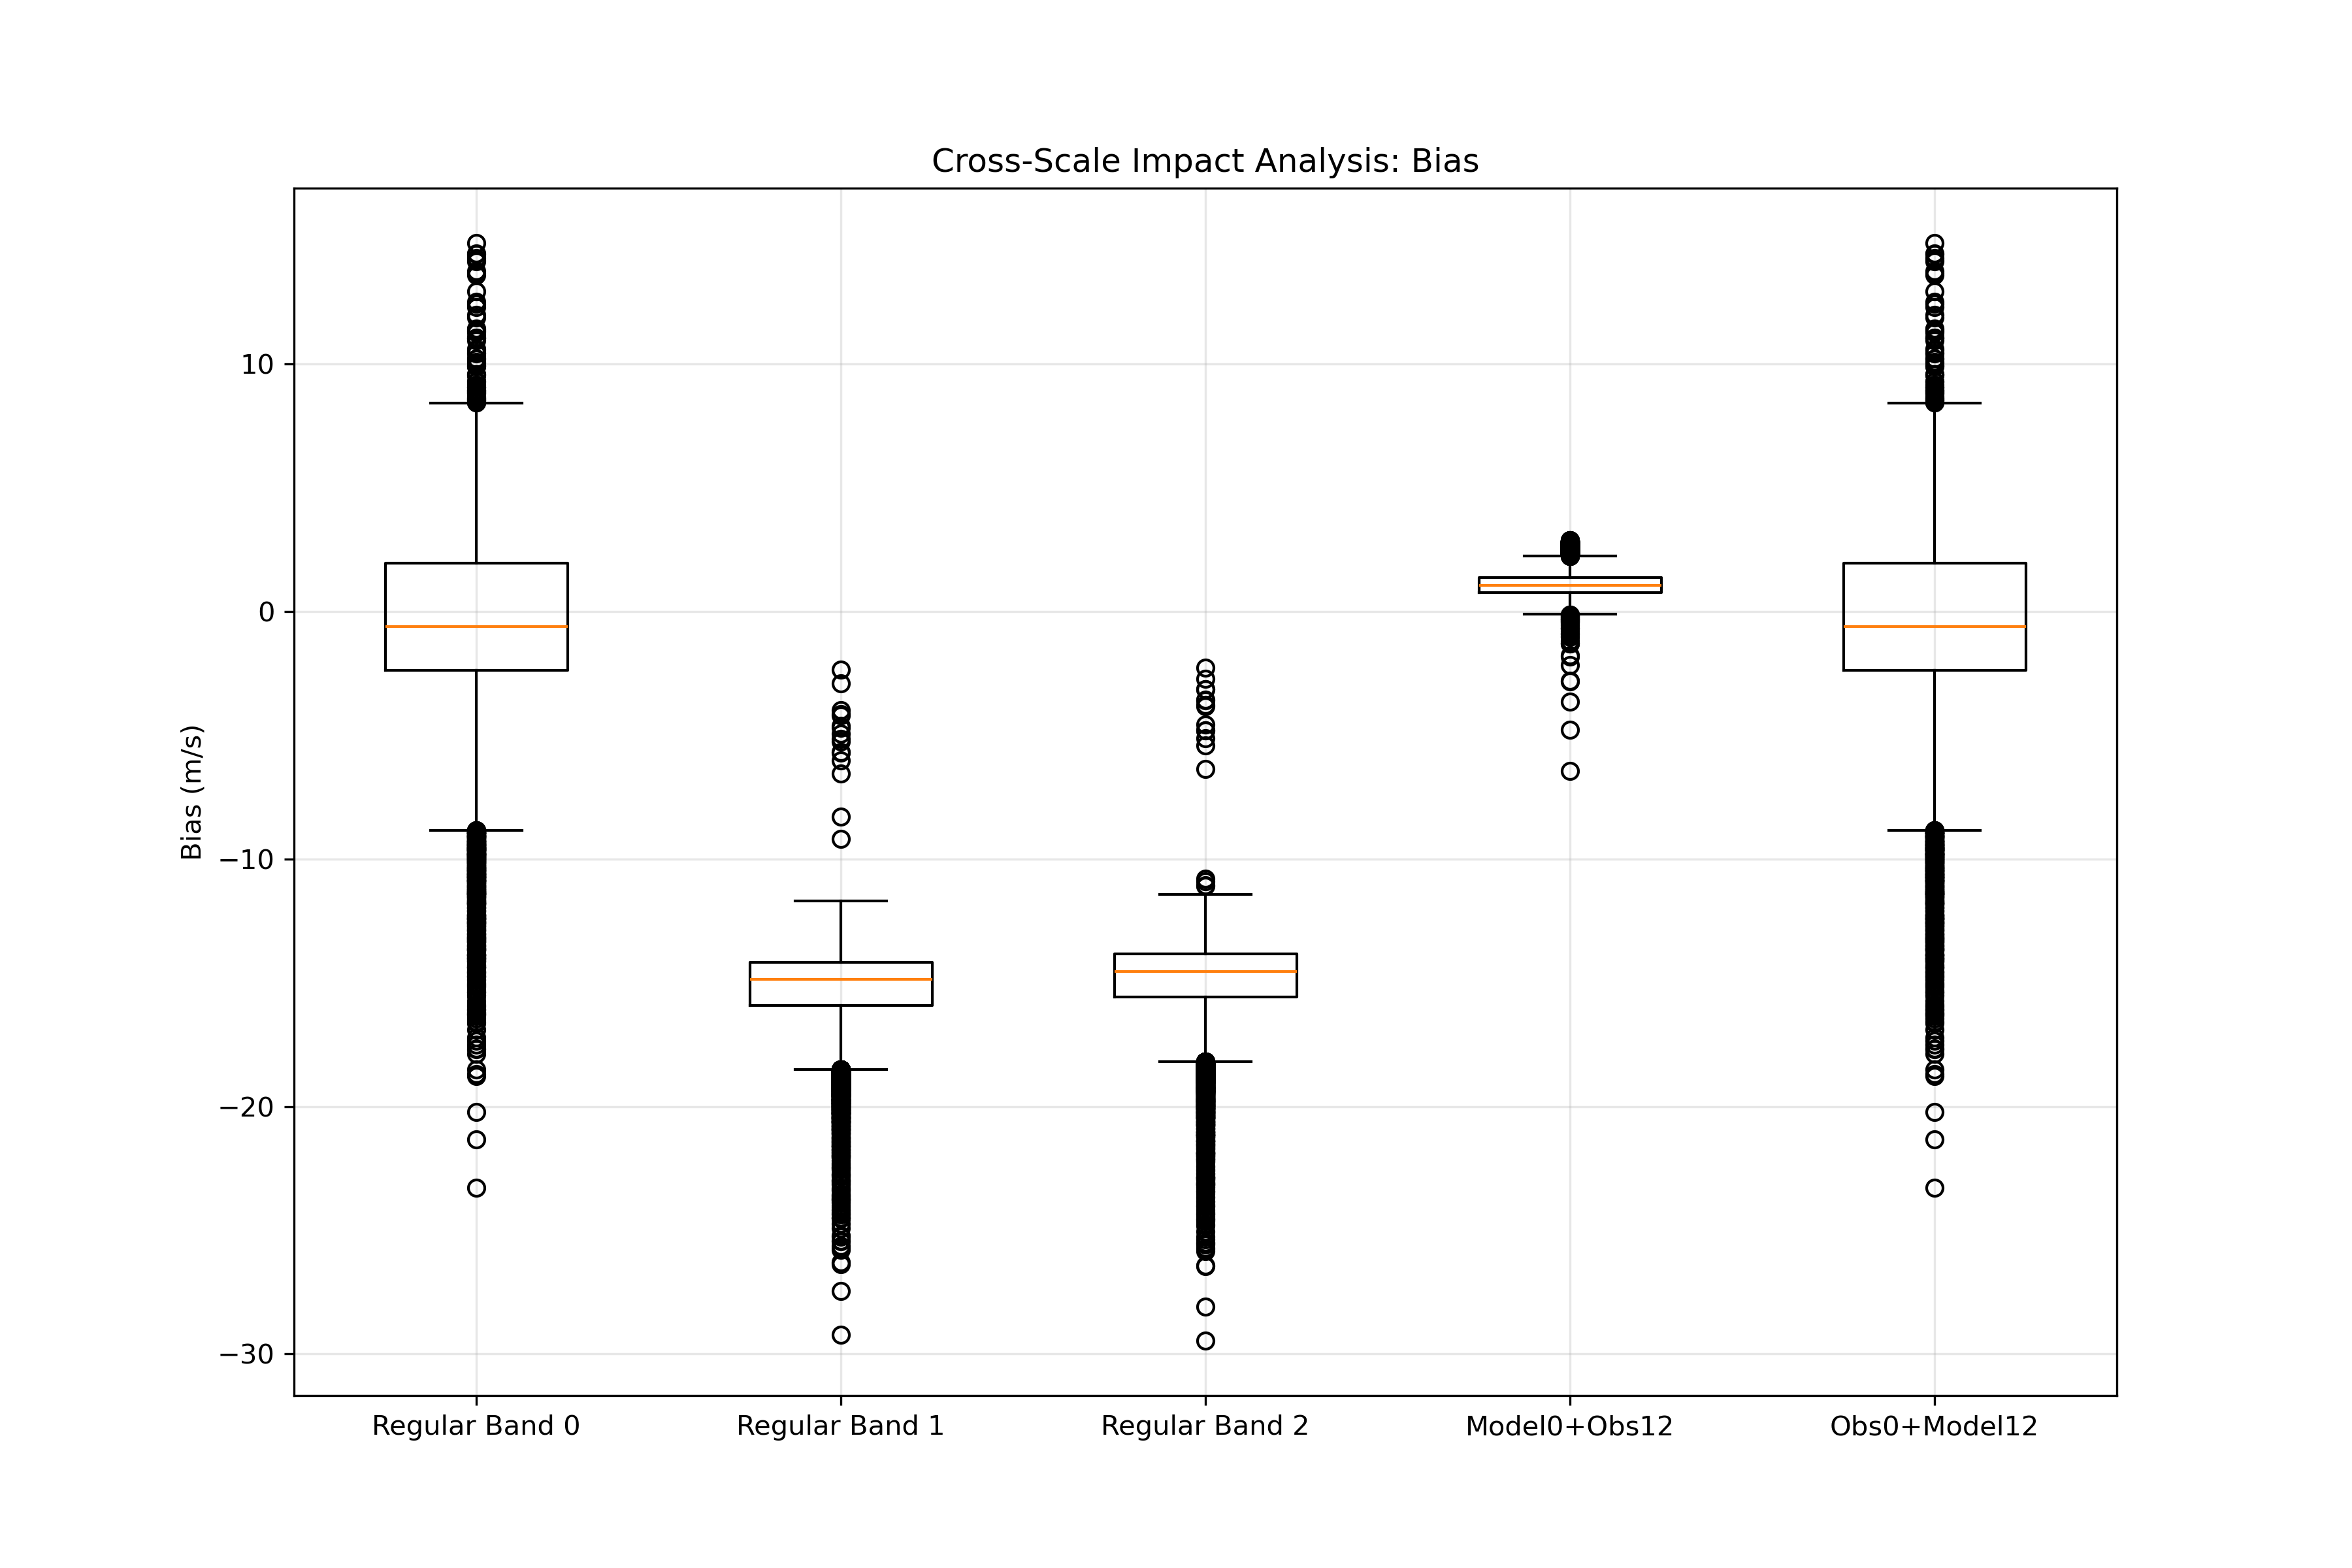 Cross-Scale Impact Analysis: Bias
Bias (m/s)
10
0
−10
−20
−30
Regular Band 0
Regular Band 1
Regular Band 2
Model0+Obs12
Obs0+Model12